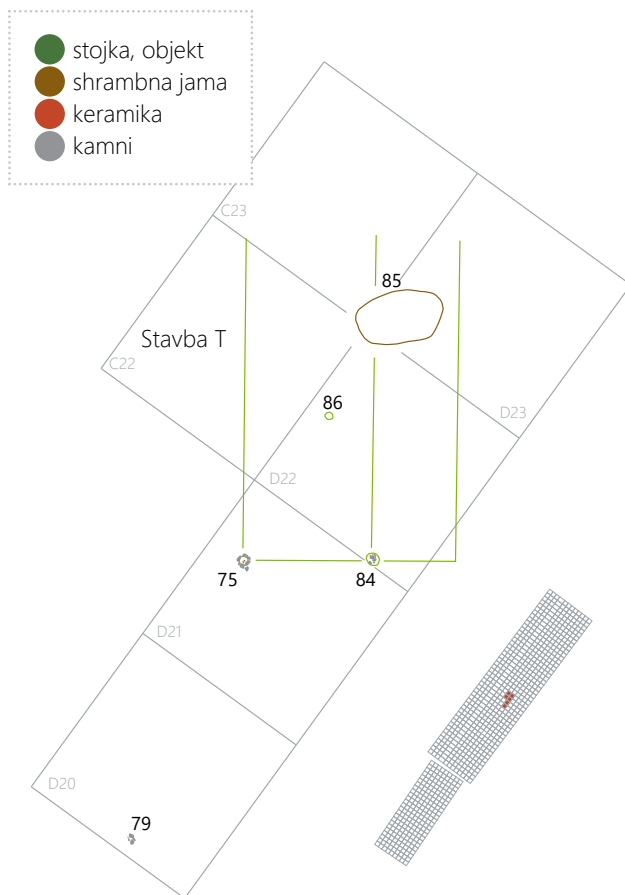 stojka, objekt
shrambna jama
keramika
kamni
C23
85
Stavba T
C22
86
D23
D22
75
84
D21
D20
79